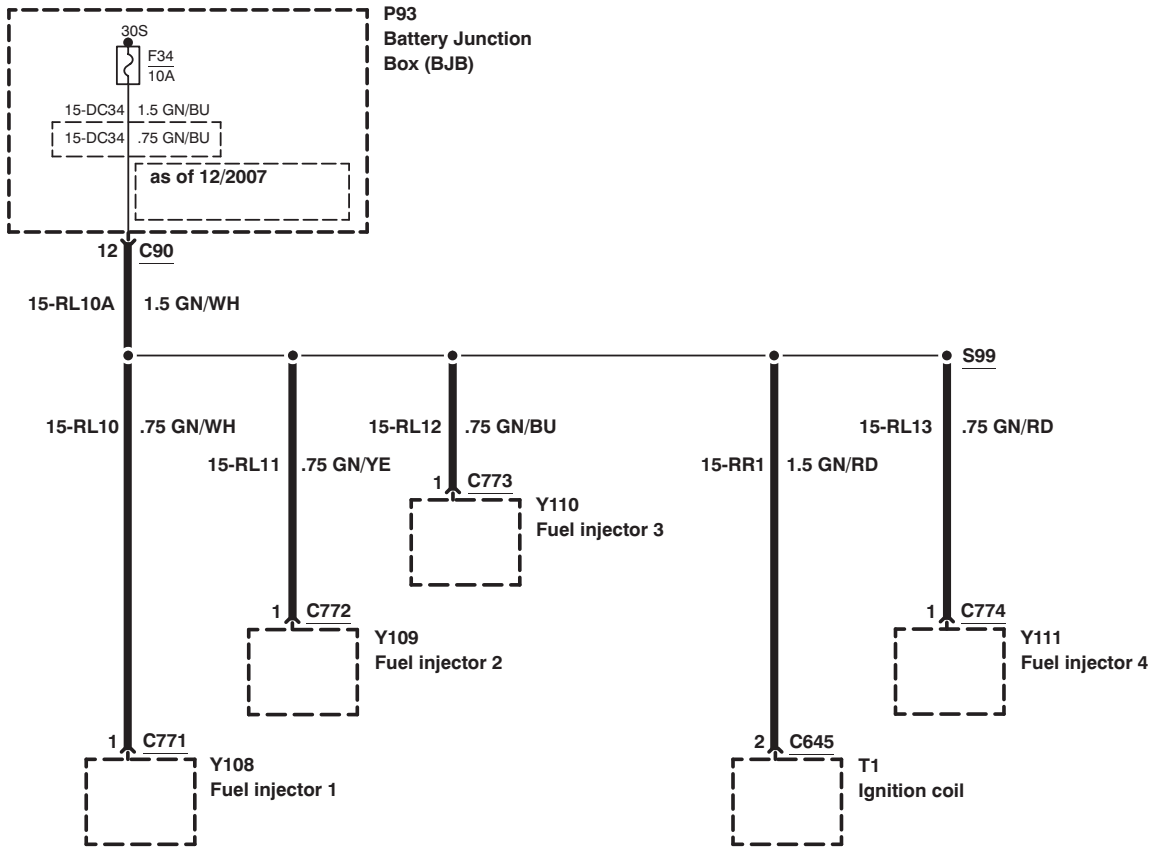 P93
Battery Junction
Box (BJB)
30S
F34
10A
15-DC34 1.5 GN/BU
15-DC34 .75 GN/BU
as of 12/2007
12 C90
15-RL10A 1.5 GN/WH
S99
15-RL10 .75 GN/WH
15-RL12 .75 GN/BU
15-RL13 .75 GN/RD
15-RL11 .75 GN/YE
15-RR1 1.5 GN/RD
1 C773
Y110
Fuel injector 3
1 C772
Y109
Fuel injector 2
1 C774
Y111
Fuel injector 4
1 C771
Y108
Fuel injector 1
2 C645
T1
Ignition coil